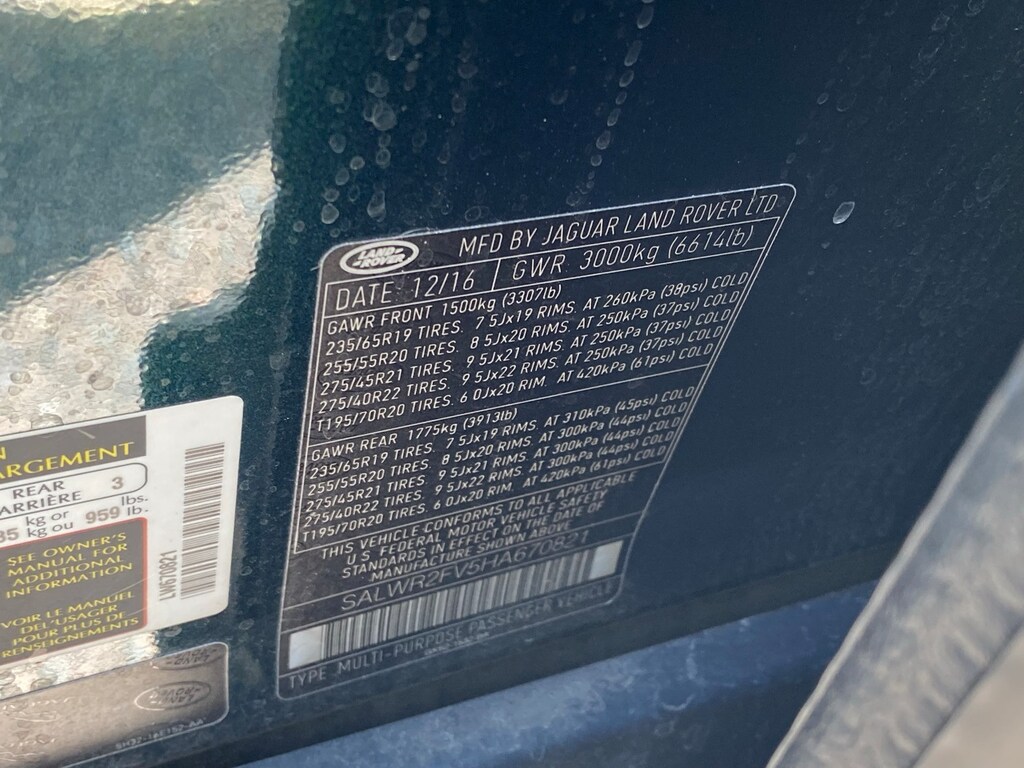 LAND-
-ROVER
MFD BY JAGUAR LAND ROVER LTD
DATE 12/16 GWR 3000kg (6614lb)
GAWR FRONT 1500kg (3307lb)
235/65R19 TIRES. 7 5Jx19 RIMS. AT 260kPa (38psi) COLD
255/55R20 TIRES. 8 5Jx20 RIMS. AT 250kPa (37psi) COLD
275/45R21 TIRES. 9 5Jx21 RIMS. AT 250kPa (37psi) COLD
275/40R22 TIRES. 9 5Jx22 RIMS. AT 250kPa (37psi) COLD
T195/70R20 TIRES. 6 0Jx20 RIM. AT 420kPa (61psi) COLD
GAWR REAR 1775kg (3913lb)
235/65R19 TIRES. 7 5Jx19 RIMS. AT 310kPa (45psi) COLD
255/55R20 TIRES. 8 5Jx20 RIMS. AT 300kPa (44psi) COLD
275/45R21 TIRES. 9 5Jx21 RIMS. AT 300kPa (44psi) COLD
275/40R22 TIRES. 9 5Jx22 RIMS. AT 300kPa (44psi) COLD
T195/70R20 TIRES. 6 0Jx20 RIM. AT 420kPa (61psi) COLD
THIS VEHICLE CONFORMS TO ALL APPLICABLE
U.S. FEDERAL MOTOR VEHICLE SAFETY
STANDARDS IN EFFECT ON THE DATE OF
MANUFACTURE SHOWN ABOVE
SALWR2FV5HA670821
TYPE MULTI-PURPOSE PASSENGER VEHICLE
N
ARGEMENT
REAR 3
ARRIÈRE
35 kg or 959 lbs.
kg ou lb.
SEE OWNER'S
MANUAL FOR
ADDITIONAL
INFORMATION
VOIR LE MANUEL
DEL'USAGER
POUR PLUS DE
RENSEIGNEMENTS
LW670821